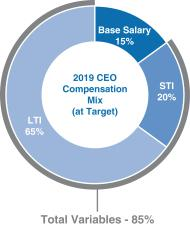 Base Salary
15%
2019 CEO
Compensation
Mix
(at Target)
STI
20%
LTI
65%
Total Variables - 85%